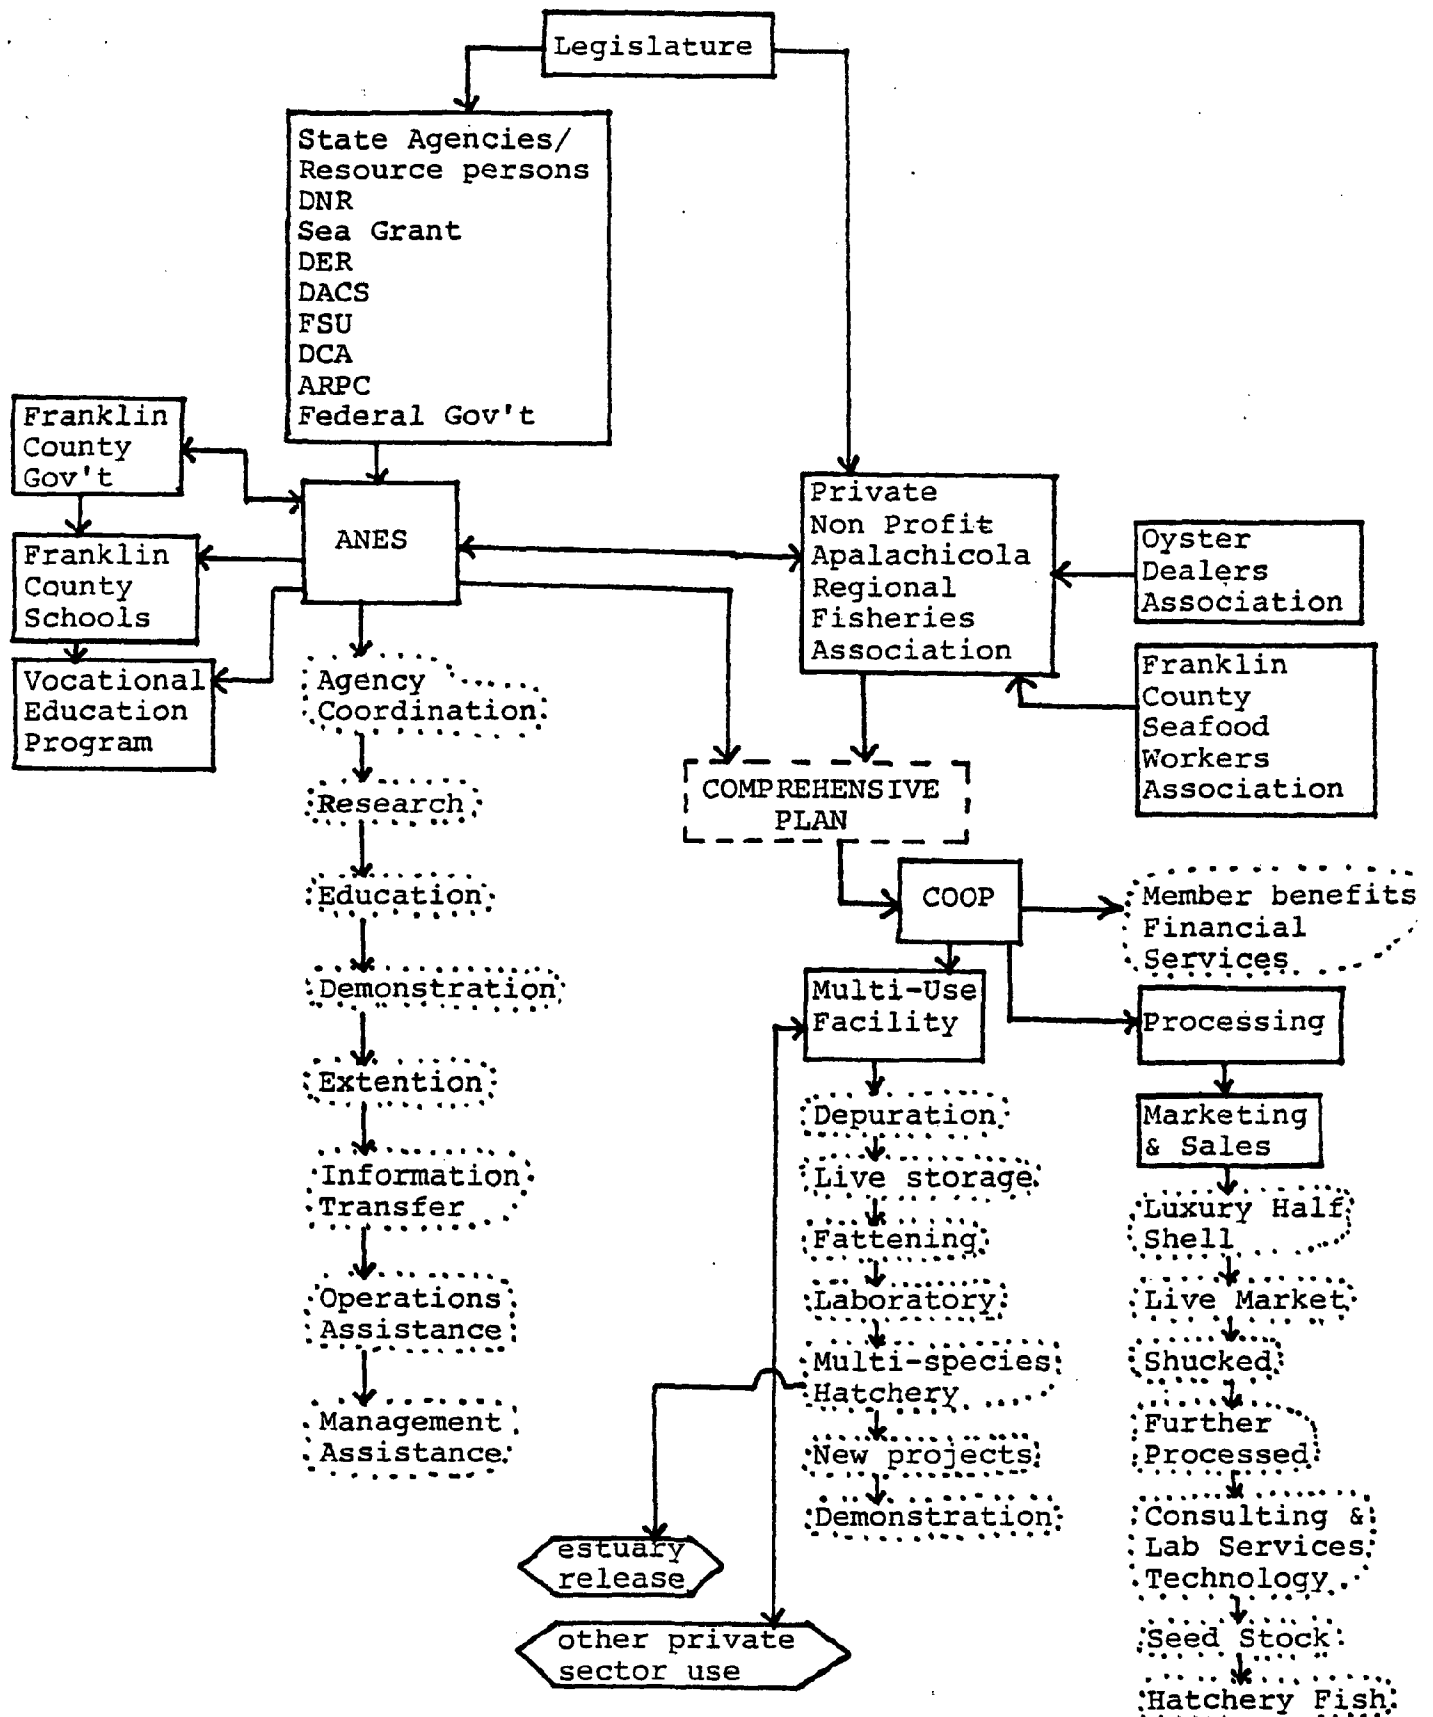 Legislature
State Agencies/
Resource persons
DNR
Sea Grant
DER
DACS
FSU
DCA
ARPC
Federal Gov't
Franklin
County
Gov't
Franklin
County
Schools
Vocational
Education
Program
ANES
Private
Non Profit
Apalachicola
Regional
Fisheries
Association
Oyster
Dealers
Association
Franklin
County
Seafood
Workers
Association
Agency
Coordination
Research
Education
Demonstration
Extention
Information
Transfer
Operations
Assistance
Management
Assistance
COMPREHENSIVE
PLAN
COOP
Member benefits
Financial
Services
Multi-Use
Facility
Depuration
Live storage
Fattening
Laboratory
Multi-species
Hatchery
New projects
Demonstration
Processing
Marketing
& Sales
Luxury Half
Shell
Live Market
Shucked
Further
Processed
Consulting &
Lab Services
Technology
Seed Stock
Hatchery Fish
estuary
release
other private
sector use